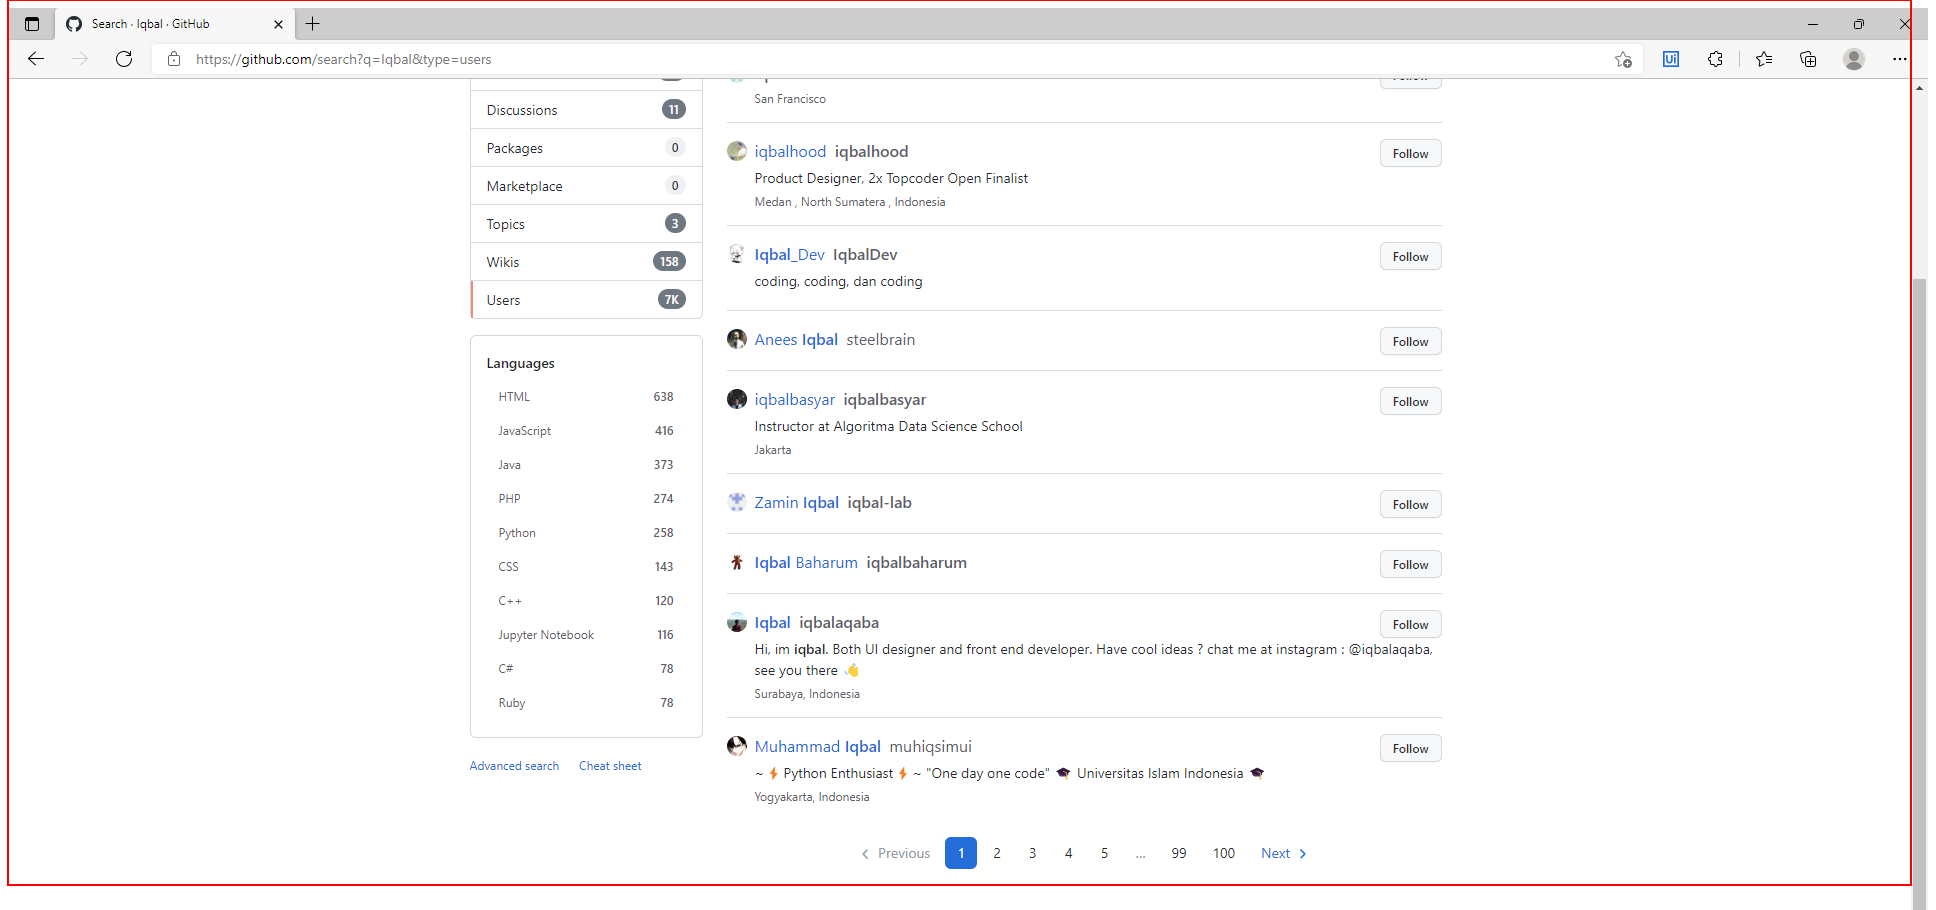 Search · Iqbal · GitHub
https://github.com/search?q=Iqbal&type=users
San Francisco
Discussions 11
Packages 0
Marketplace 0
Topics 3
Wikis 158
Users 7K
Languages
HTML 638
JavaScript 416
Java 373
PHP 274
Python 258
CSS 143
C++ 120
Jupyter Notebook 116
C# 78
Ruby 78
Advanced search Cheat sheet
iqbalhood iqbalhood Follow
Product Designer, 2x Topcoder Open Finalist
Medan , North Sumatera , Indonesia
Iqbal_Dev IqbalDev Follow
coding, coding, dan coding
Anees Iqbal steelbrain Follow
iqbalbasyar iqbalbasyar Follow
Instructor at Algoritma Data Science School
Jakarta
Zamin Iqbal iqbal-lab Follow
Iqbal Baharum iqbalbaharum Follow
Iqbal iqbalaqaba Follow
Hi, im iqbal. Both UI designer and front end developer. Have cool ideas ? chat me at instagram : @iqbalaqaba,
see you there 👋
Surabaya, Indonesia
Muhammad Iqbal muhiqsimui Follow
~ ⚡ Python Enthusiast ⚡ ~ "One day one code" 🎓 Universitas Islam Indonesia 🎓
Yogyakarta, Indonesia
Previous 1 2 3 4 5 … 99 100 Next